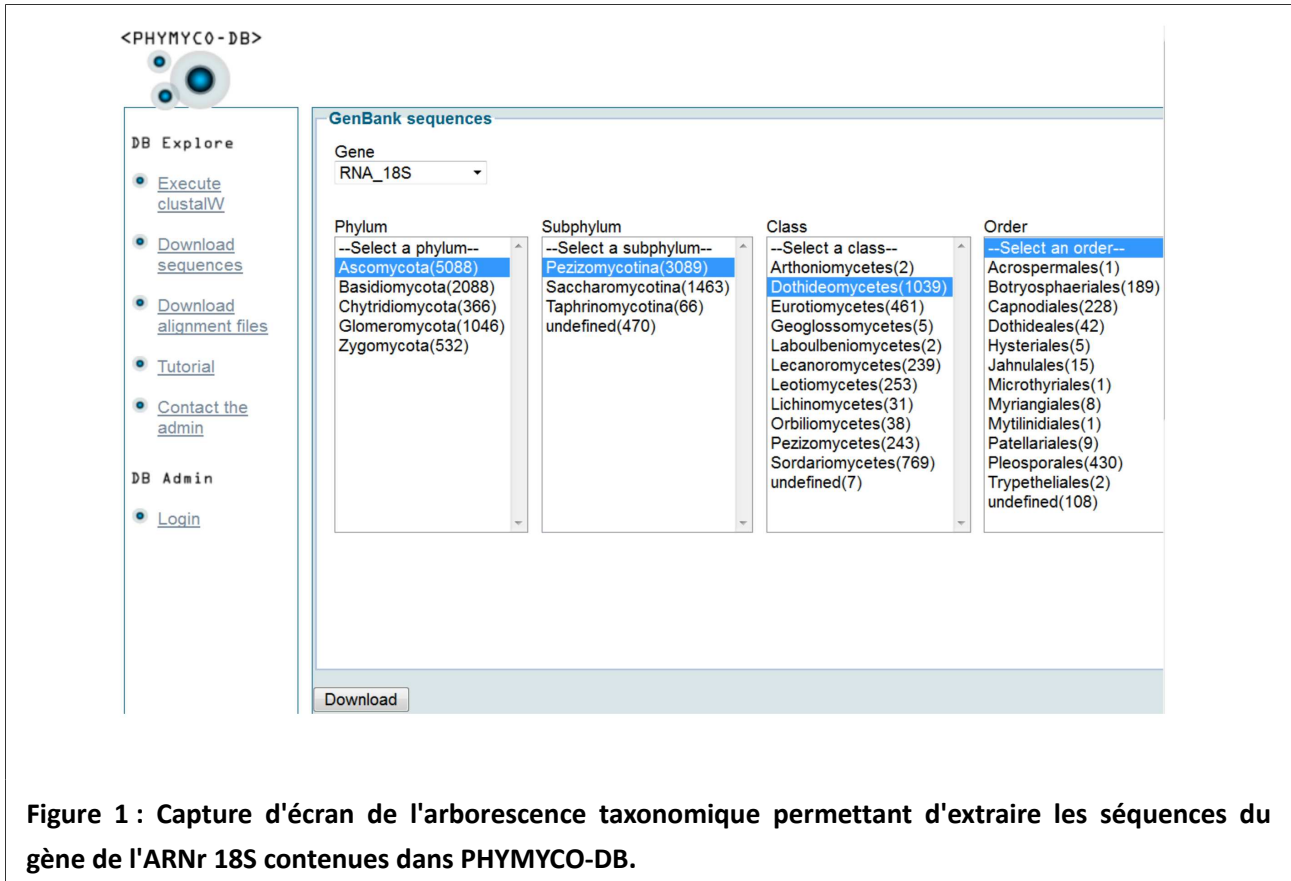 <PHYMYCO-DB>
DB Explore
Execute
clustalW
Download
sequences
Download
alignment files
Tutorial
Contact the
admin
DB Admin
Login
GenBank sequences
Gene
RNA_18S
Phylum
--Select a phylum--
Ascomycota(5088)
Basidiomycota(2088)
Chytridiomycota(366)
Glomeromycota(1046)
Zygomycota(532)
Subphylum
--Select a subphylum--
Pezizomycotina(3089)
Saccharomycotina(1463)
Taphrinomycotina(66)
undefined(470)
Class
--Select a class--
Arthoniomycetes(2)
Dothideomycetes(1039)
Eurotiomycetes(461)
Geoglossomycetes(5)
Laboulbeniomycetes(2)
Lecanoromycetes(239)
Leotiomycetes(253)
Lichinomycetes(31)
Orbiliomycetes(38)
Pezizomycetes(243)
Sordariomycetes(769)
undefined(7)
Order
--Select an order--
Acrospermales(1)
Botryosphaeriales(189)
Capnodiales(228)
Dothideales(42)
Hysteriales(5)
Jahnulales(15)
Microthyriales(1)
Myriangiales(8)
Mytilinidiales(1)
Patellariales(9)
Pleosporales(430)
Trypetheliales(2)
undefined(108)
Download
Figure 1 : Capture d'écran de l'arborescence taxonomique permettant d'extraire les séquences du
gène de l'ARNr 18S contenues dans PHYMYCO-DB.